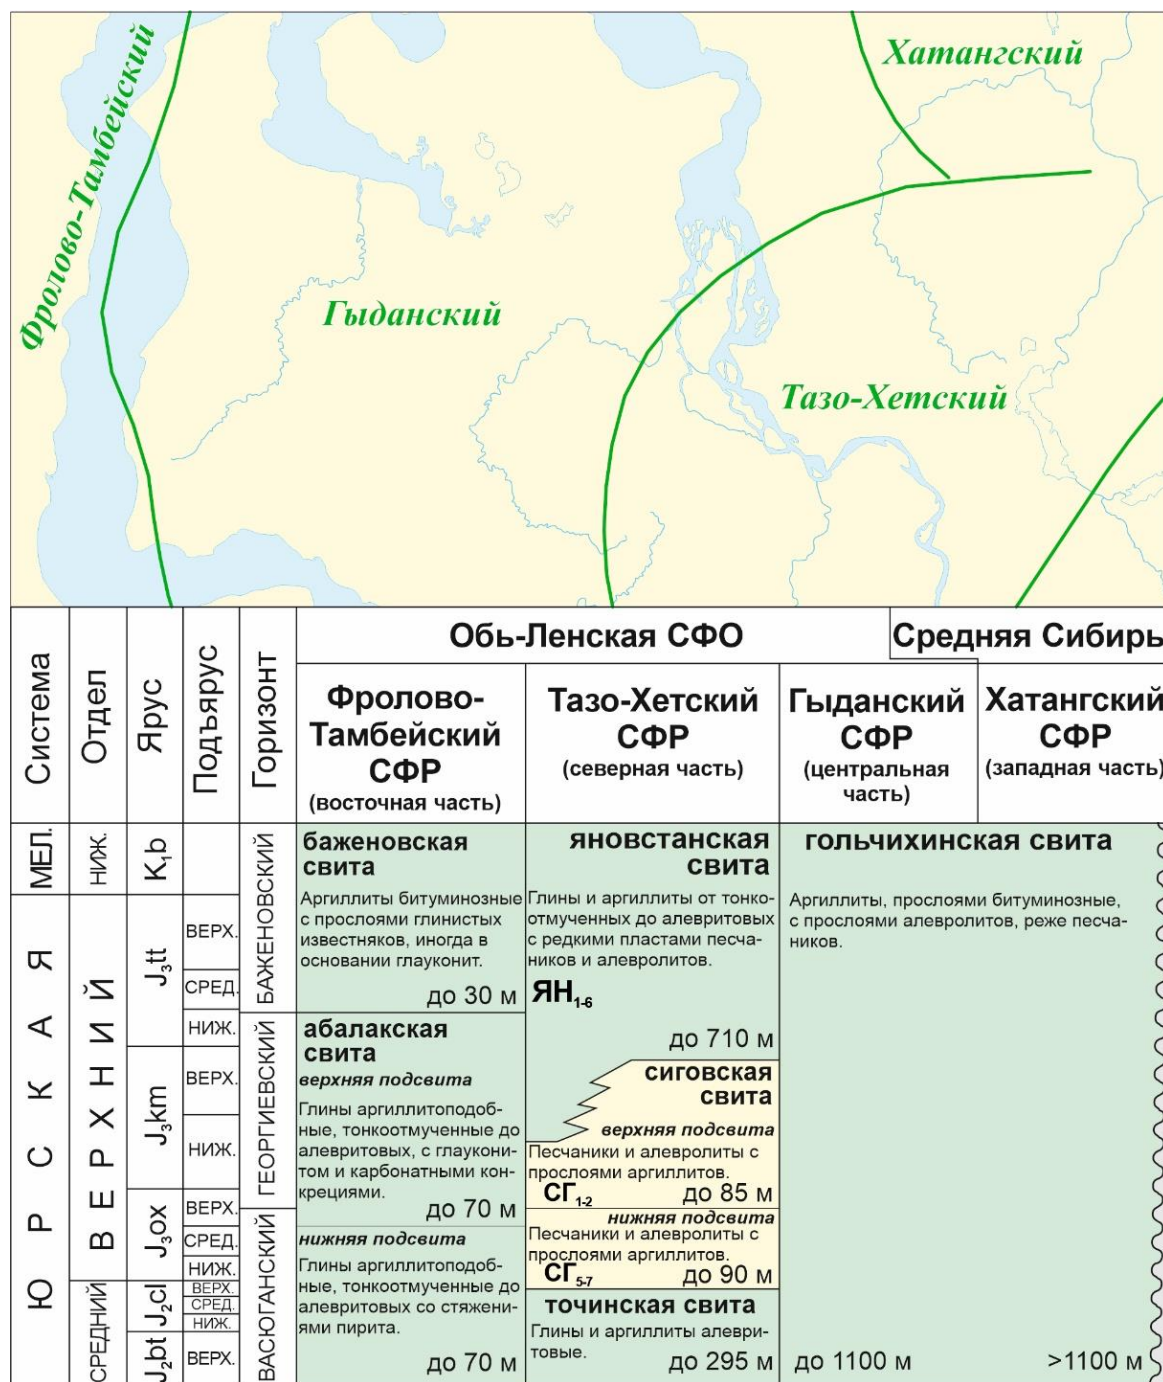 Фролово-Тамбейский
Хатангский
Гыданский
Тазо-Хетский
Система
Отдел
Ярус
Подъярус
Горизонт
Обь-Ленская СФО
Средняя Сибирь
Фролово-
Тамбейский
СФР
(восточная часть)
Тазо-Хетский
СФР
(северная часть)
Гыданский
СФР
(центральная
часть)
Хатангский
СФР
(западная часть)
МЕЛ.
ЮРСКАЯ
НИЖ.
ВЕРХНИЙ
СРЕДНИЙ
K₁b
J₃tt
J₃km
J₃ox
J₂cl
J₂bt
ВЕРХ.
СРЕД.
НИЖ.
ВЕРХ.
НИЖ.
ВЕРХ.
СРЕД.
НИЖ.
ВЕРХ.
СРЕД.
НИЖ.
ВЕРХ.
БАЖЕНОВСКИЙ
ГЕОРГИЕВСКИЙ
ВАСЮГАНСКИЙ
баженовская
свита
Аргиллиты битуминозные
с прослоями глинистых
известняков, иногда в
основании глауконит.
до 30 м
абалакская
свита
верхняя подсвита
Глины аргиллитоподоб-
ные, тонкоотмученные до
алевритовых, с глаукони-
том и карбонатными кон-
крециями.
до 70 м
нижняя подсвита
Глины аргиллитоподоб-
ные, тонкоотмученные до
алевритовых со стяжени-
ями пирита.
до 70 м
яновстанская
свита
Глины и аргиллиты от тонко-
отмученных до алевритовых
с редкими пластами песча-
ников и алевролитов.
ЯН₁₋₆
до 710 м
сиговская
свита
верхняя подсвита
Песчаники и алевролиты с
прослоями аргиллитов.
СГ₁₋₂ до 85 м
нижняя подсвита
Песчаники и алевролиты с
прослоями аргиллитов.
СГ₅₋₇ до 90 м
точинская свита
Глины и аргиллиты алеври-
товые.
до 295 м
гольчихинская свита
Аргиллиты, прослоями битуминозные,
с прослоями алевролитов, реже песча-
ников.
до 1100 м
>1100 м